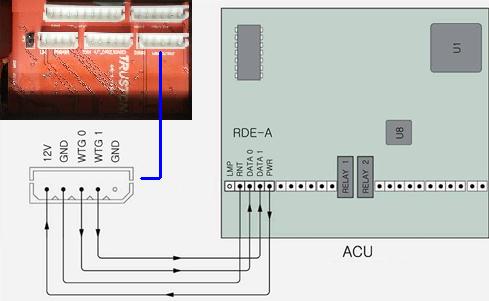 TRUST
U1
U8
RDE-A
LMP
RNT
DATA 0
DATA 1
PWR
RELAY 1
RELAY 2
ACU
12V
GND
WTG 0
WTG 1
GND